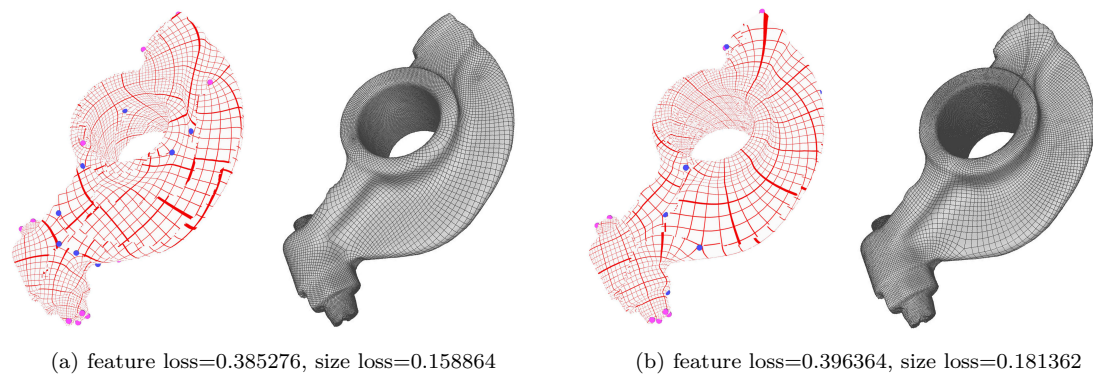 (a) feature loss=0.385276, size loss=0.158864
(b) feature loss=0.396364, size loss=0.181362